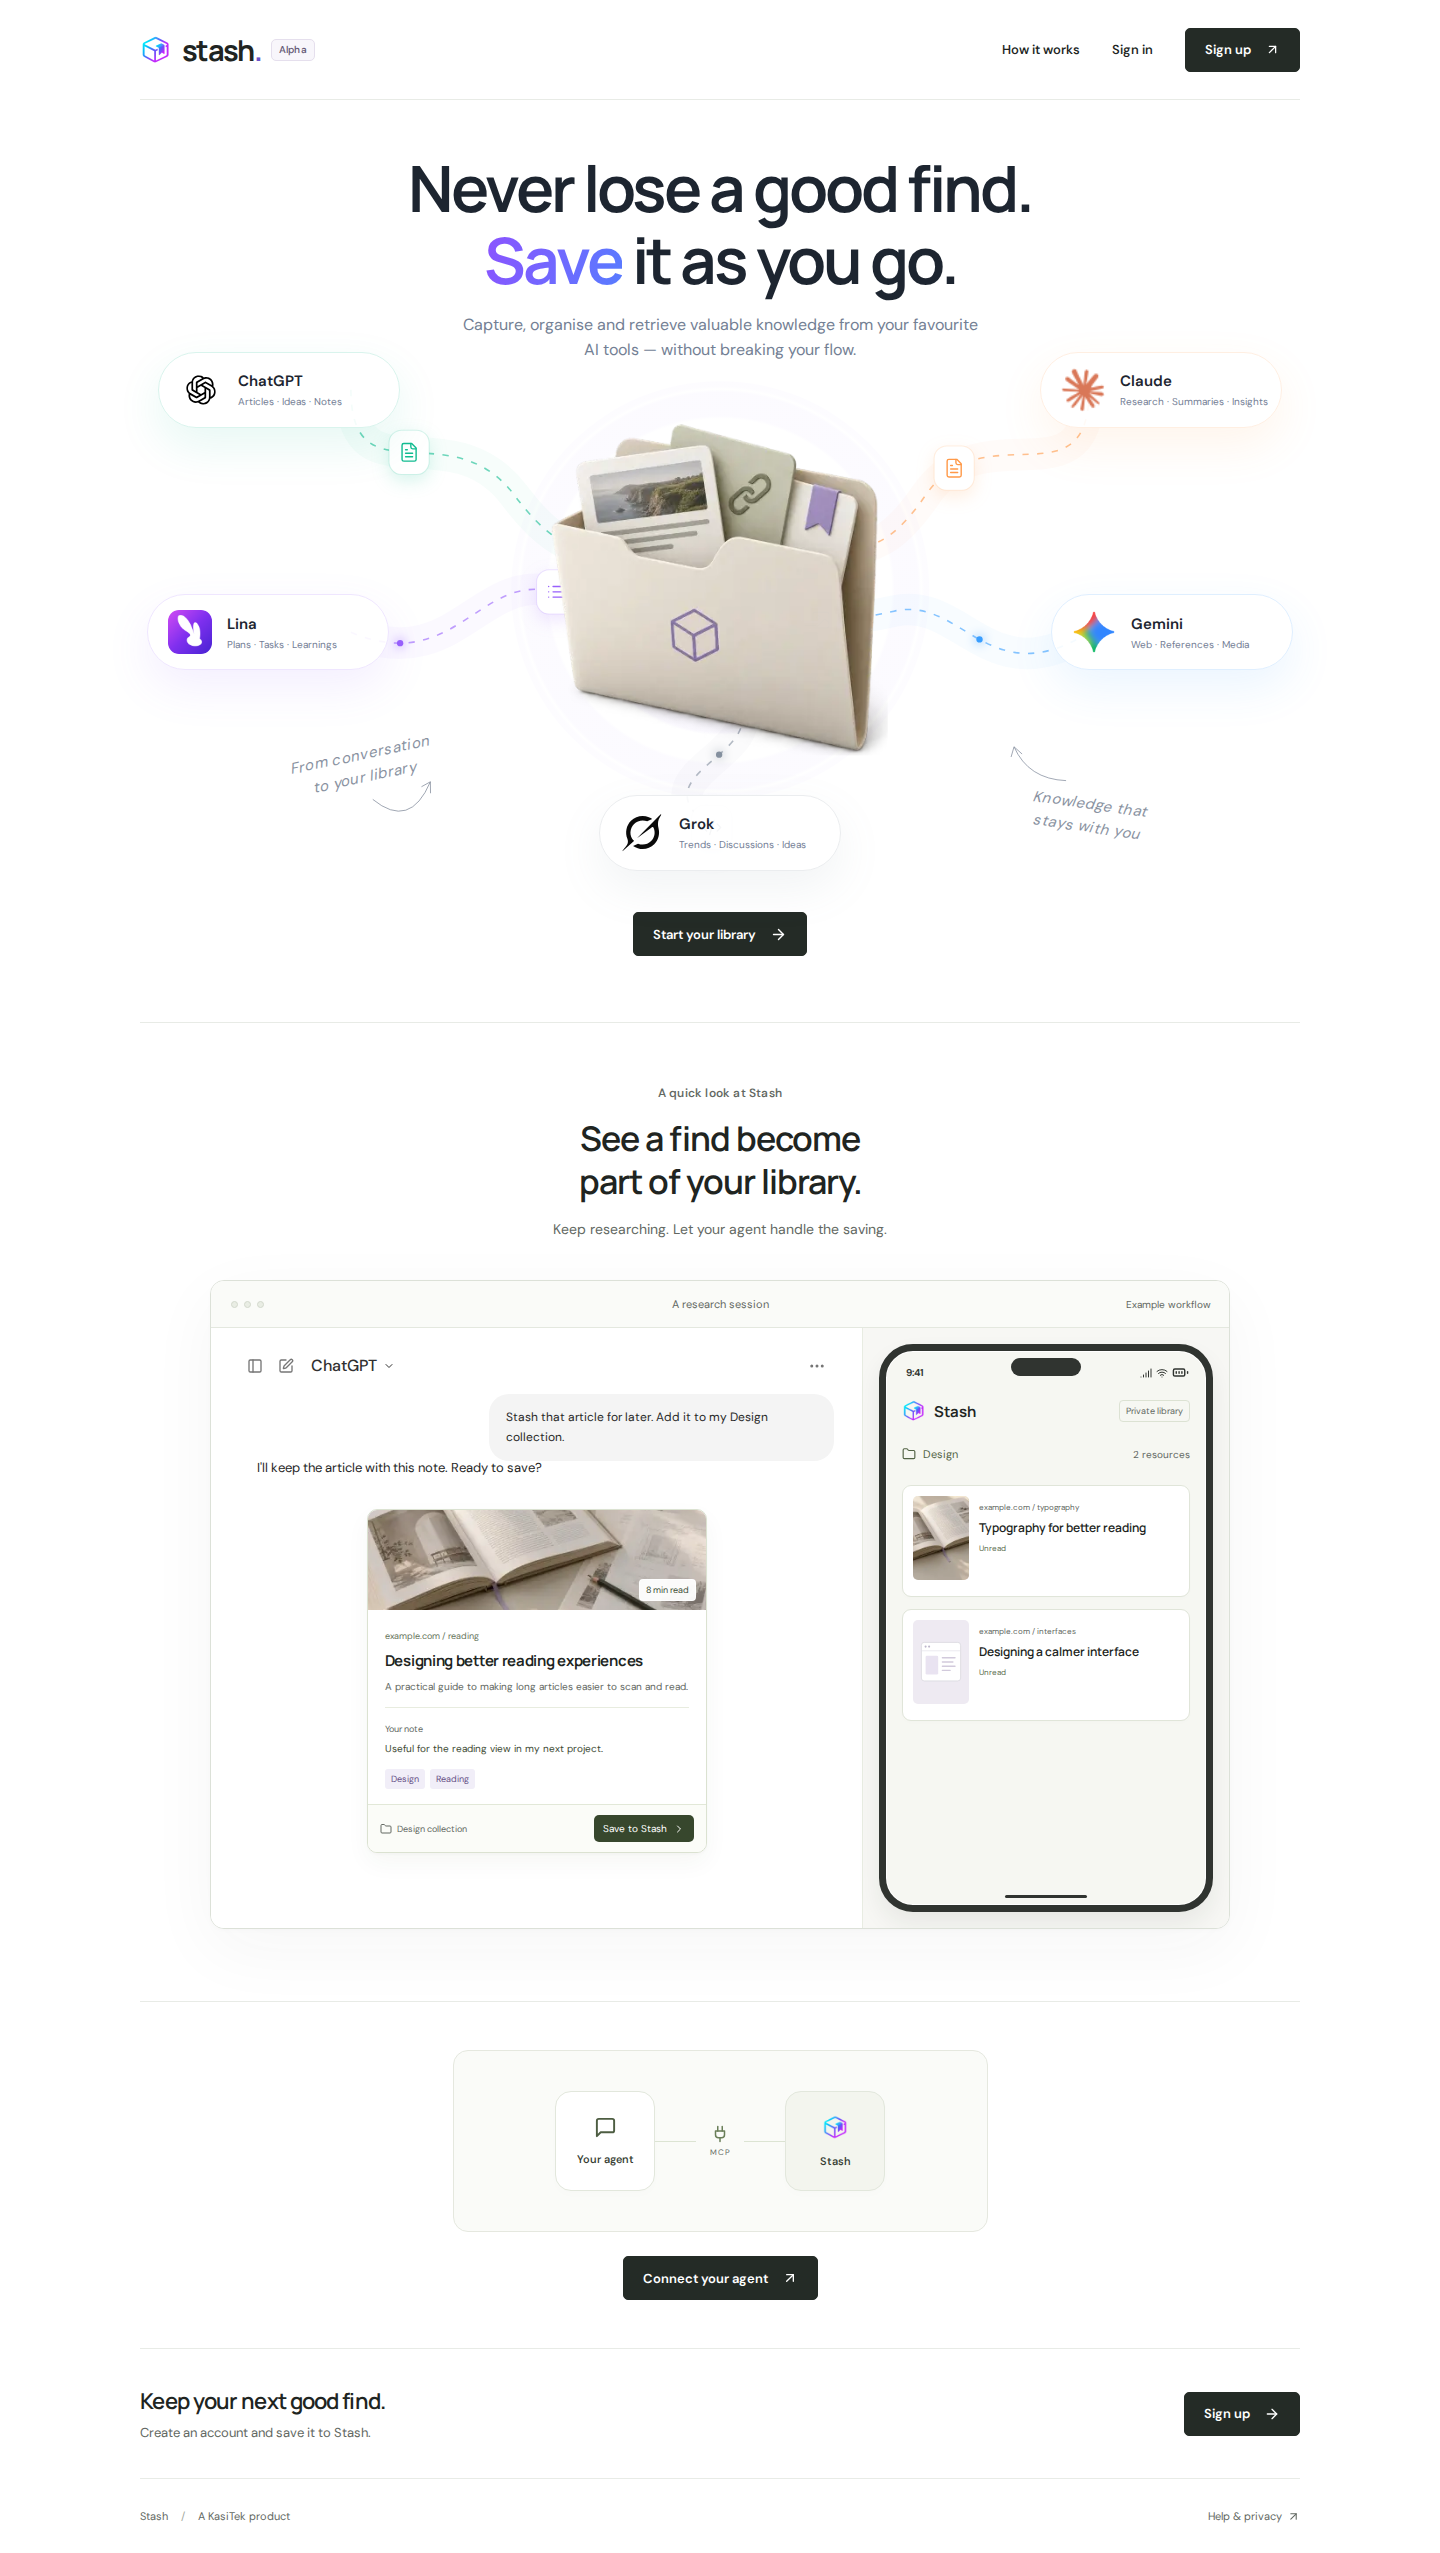 stash.
Alpha
How it works
Sign in
Sign up
Never lose a good find.
Save it as you go.
Capture, organise and retrieve valuable knowledge from your favourite
AI tools — without breaking your flow.
ChatGPT
Articles · Ideas · Notes
Claude
Research · Summaries · Insights
Lina
Plans · Tasks · Learnings
Gemini
Web · References · Media
From conversation
to your library
Knowledge that
stays with you
Grok
Trends · Discussions · Ideas
Start your library
A quick look at Stash
See a find become
part of your library.
Keep researching. Let your agent handle the saving.
A research session
Example workflow
ChatGPT
Stash that article for later. Add it to my Design
collection.
I'll keep the article with this note. Ready to save?
8 min read
example.com / reading
Designing better reading experiences
A practical guide to making long articles easier to scan and read.
Your note
Useful for the reading view in my next project.
Design
Reading
Design collection
Save to Stash
9:41
Stash
Private library
Design
2 resources
example.com / typography
Typography for better reading
Unread
example.com / interfaces
Designing a calmer interface
Unread
Your agent
MCP
Stash
Connect your agent
Keep your next good find.
Create an account and save it to Stash.
Sign up
Stash / A KasiTek product
Help & privacy